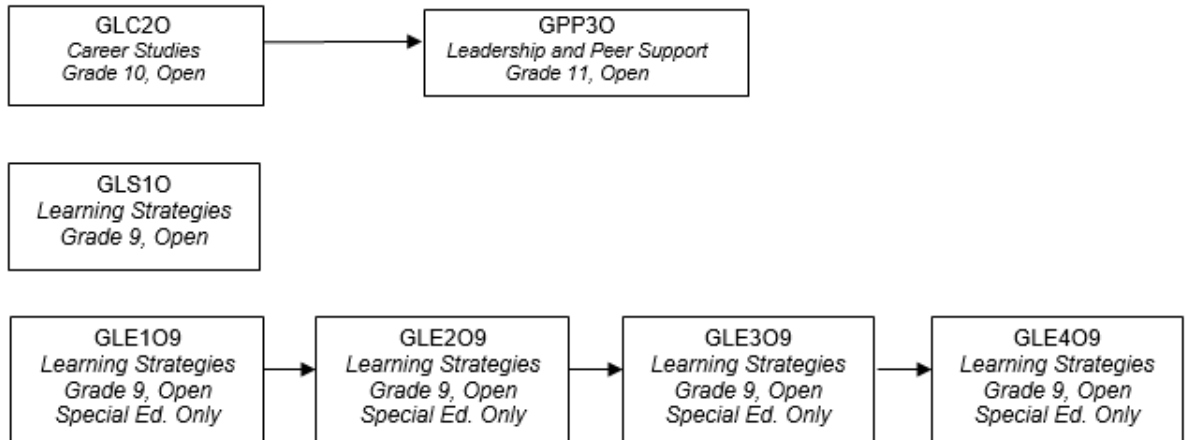 GLC2O
Career Studies
Grade 10, Open
GPP3O
Leadership and Peer Support
Grade 11, Open
GLS1O
Learning Strategies
Grade 9, Open
GLE1O9
Learning Strategies
Grade 9, Open
Special Ed. Only
GLE2O9
Learning Strategies
Grade 9, Open
Special Ed. Only
GLE3O9
Learning Strategies
Grade 9, Open
Special Ed. Only
GLE4O9
Learning Strategies
Grade 9, Open
Special Ed. Only